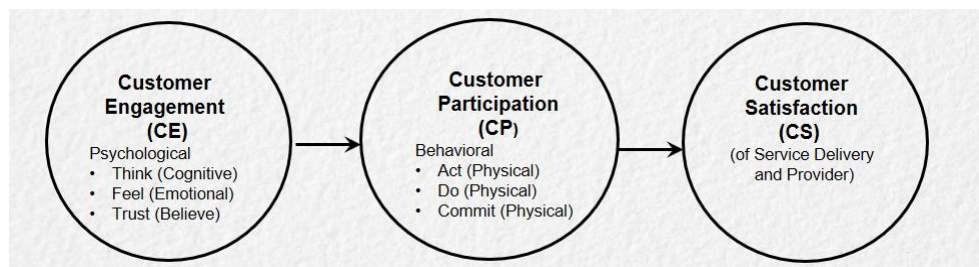 Customer
Engagement
(CE)
Psychological
• Think (Cognitive)
• Feel (Emotional)
• Trust (Believe)
Customer
Participation
(CP)
Behavioral
• Act (Physical)
• Do (Physical)
• Commit (Physical)
Customer
Satisfaction
(CS)
(of Service Delivery
and Provider)